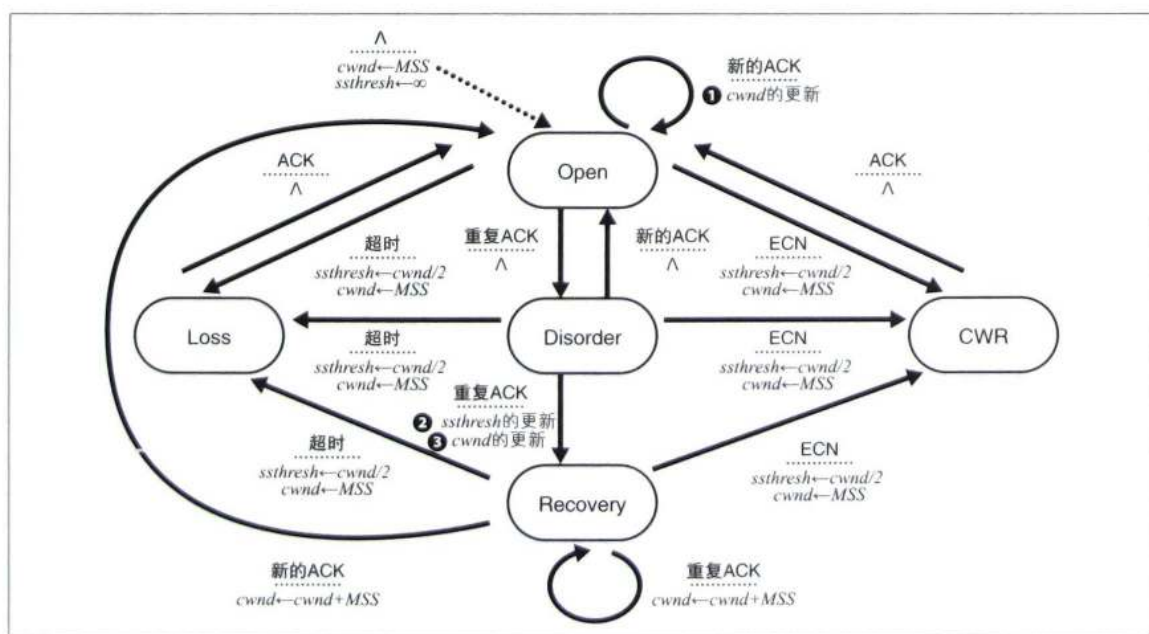 Λ
cwnd←MSS
ssthresh←∞
新的ACK
❶ cwnd的更新
Open
ACK
Λ
ACK
Λ
超时
ssthresh←cwnd/2
cwnd←MSS
重复ACK
Λ
新的ACK
Λ
ECN
ssthresh←cwnd/2
cwnd←MSS
Loss
Disorder
CWR
超时
ssthresh←cwnd/2
cwnd←MSS
ECN
ssthresh←cwnd/2
cwnd←MSS
重复ACK
❷ ssthresh的更新
❸ cwnd的更新
超时
ssthresh←cwnd/2
cwnd←MSS
ECN
ssthresh←cwnd/2
cwnd←MSS
Recovery
新的ACK
cwnd←cwnd+MSS
重复ACK
cwnd←cwnd+MSS